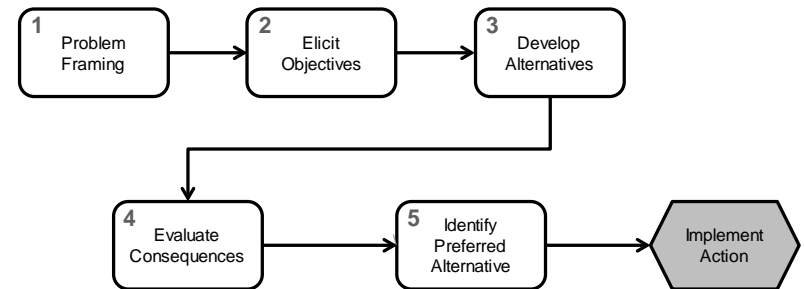 1
Problem
Framing
2
Elicit
Objectives
3
Develop
Alternatives
4
Evaluate
Consequences
5
Identify
Preferred
Alternative
Implement
Action